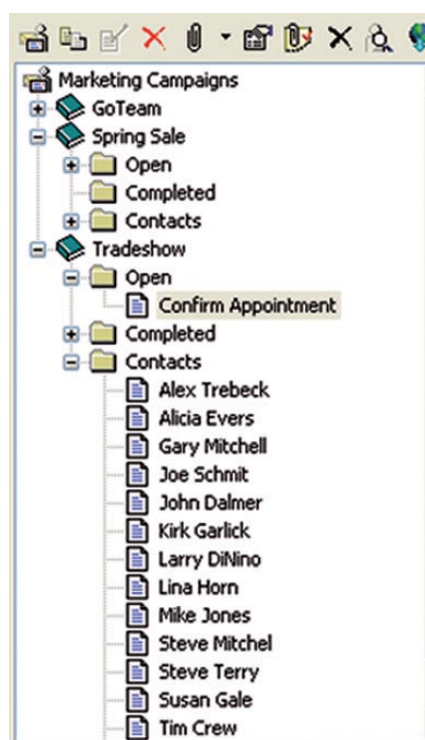 Marketing Campaigns
GoTeam
Spring Sale
Open
Completed
Contacts
Tradeshow
Open
Confirm Appointment
Completed
Contacts
Alex Trebeck
Alicia Evers
Gary Mitchell
Joe Schmit
John Dalmer
Kirk Garlick
Larry DiNino
Lina Horn
Mike Jones
Steve Mitchel
Steve Terry
Susan Gale
Tim Crew